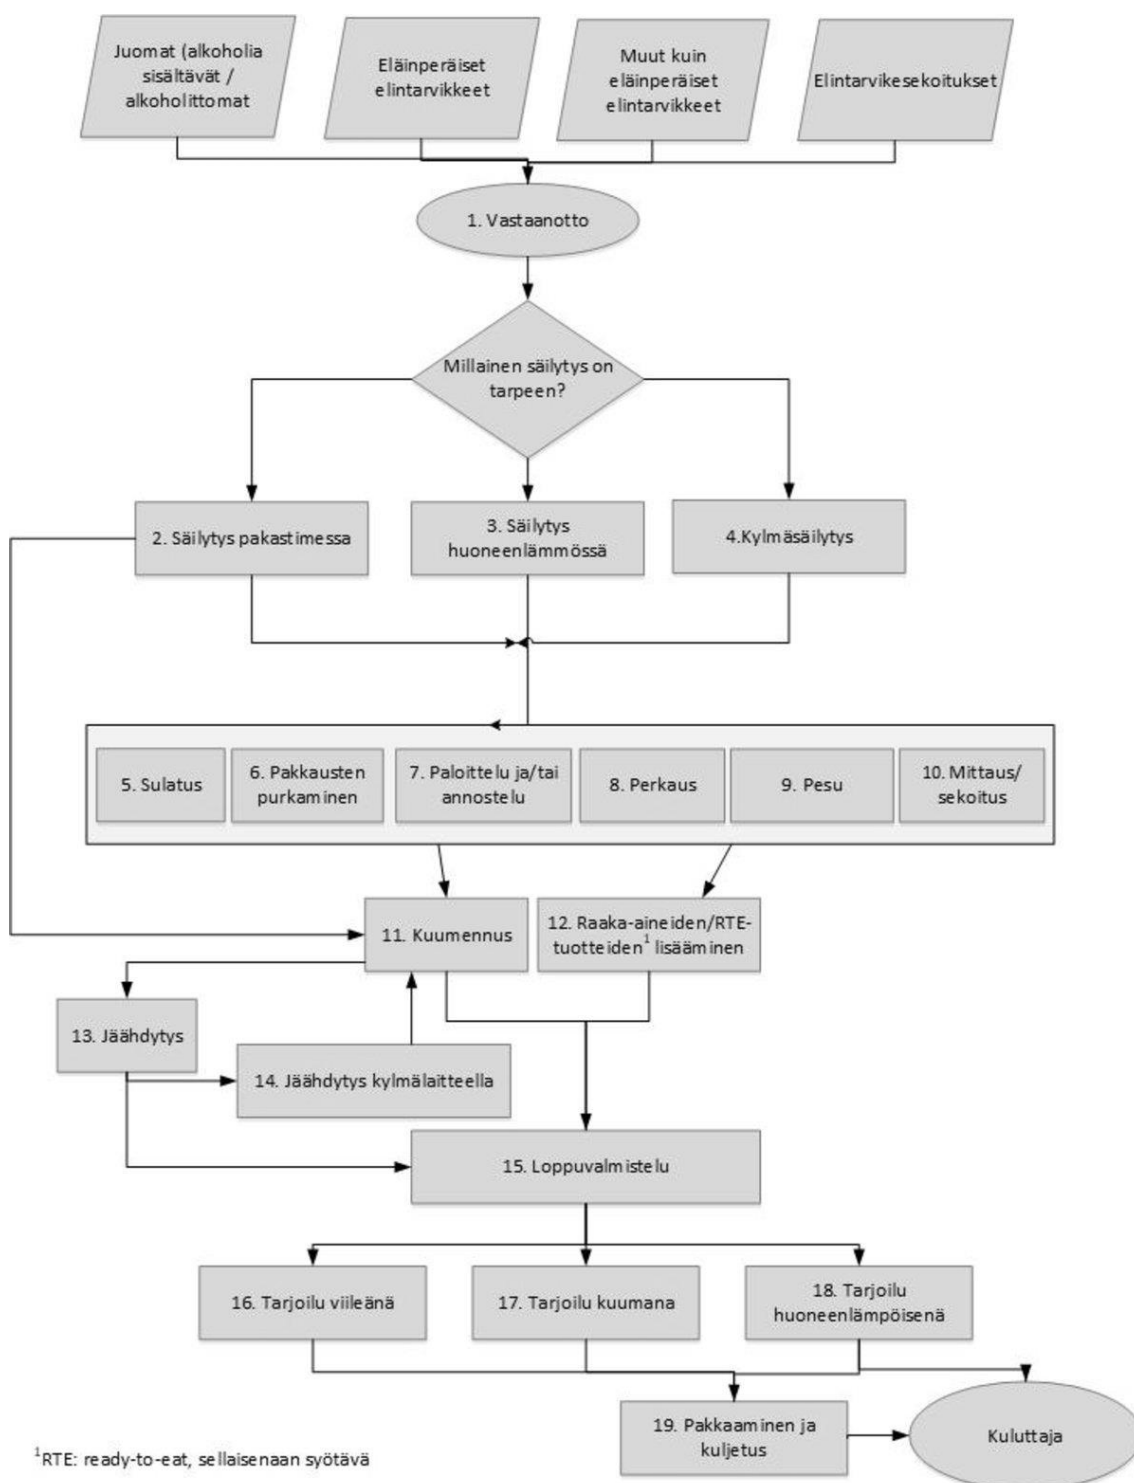 Juomat (alkoholia
sisältävät /
alkoholittomat
Eläinperäiset
elintarvikkeet
Muut kuin
eläinperäiset
elintarvikkeet
Elintarvikesekoitukset
1. Vastaanotto
Millainen säilytys on
tarpeen?
2. Säilytys pakastimessa
3. Säilytys
huoneenlämmössä
4.Kylmäsäilytys
5. Sulatus
6. Pakkausten
purkaminen
7. Paloittelu ja/tai
annostelu
8. Perkaus
9. Pesu
10. Mittaus/
sekoitus
11. Kuumennus
12. Raaka-aineiden/RTE-
tuotteiden¹ lisääminen
13. Jäähdytys
14. Jäähdytys kylmälaitteella
15. Loppuvalmistelu
16. Tarjoilu viileänä
17. Tarjoilu kuumana
18. Tarjoilu
huoneenlämpöisenä
19. Pakkaaminen ja
kuljetus
Kuluttaja
¹RTE: ready-to-eat, sellaisenaan syötävä